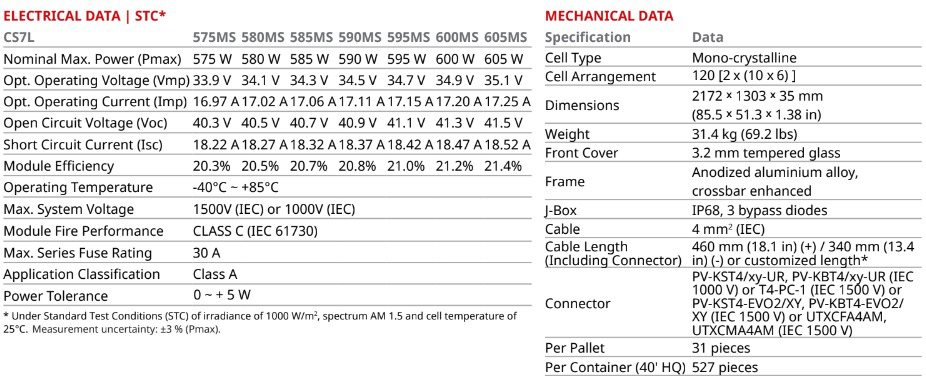 ELECTRICAL DATA | STC*
CS7L 575MS 580MS 585MS 590MS 595MS 600MS 605MS
Nominal Max. Power (Pmax) 575 W 580 W 585 W 590 W 595 W 600 W 605 W
Opt. Operating Voltage (Vmp) 33.9 V 34.1 V 34.3 V 34.5 V 34.7 V 34.9 V 35.1 V
Opt. Operating Current (Imp) 16.97 A 17.02 A 17.06 A 17.11 A 17.15 A 17.20 A 17.25 A
Open Circuit Voltage (Voc) 40.3 V 40.5 V 40.7 V 40.9 V 41.1 V 41.3 V 41.5 V
Short Circuit Current (Isc) 18.22 A 18.27 A 18.32 A 18.37 A 18.42 A 18.47 A 18.52 A
Module Efficiency 20.3% 20.5% 20.7% 20.8% 21.0% 21.2% 21.4%
Operating Temperature -40°C ~ +85°C
Max. System Voltage 1500V (IEC) or 1000V (IEC)
Module Fire Performance CLASS C (IEC 61730)
Max. Series Fuse Rating 30 A
Application Classification Class A
Power Tolerance 0 ~ + 5 W
* Under Standard Test Conditions (STC) of irradiance of 1000 W/m², spectrum AM 1.5 and cell temperature of
25°C. Measurement uncertainty: ±3 % (Pmax).
MECHANICAL DATA
Specification Data
Cell Type Mono-crystalline
Cell Arrangement 120 [2 x (10 x 6) ]
Dimensions 2172 × 1303 × 35 mm
(85.5 × 51.3 × 1.38 in)
Weight 31.4 kg (69.2 lbs)
Front Cover 3.2 mm tempered glass
Frame Anodized aluminium alloy,
crossbar enhanced
J-Box IP68, 3 bypass diodes
Cable 4 mm² (IEC)
Cable Length 460 mm (18.1 in) (+) / 340 mm (13.4
(Including Connector) in) (-) or customized length*
Connector PV-KST4/xy-UR, PV-KBT4/xy-UR (IEC
1000 V) or T4-PC-1 (IEC 1500 V) or
PV-KST4-EVO2/XY, PV-KBT4-EVO2/
XY (IEC 1500 V) or UTXCFA4AM,
UTXCMA4AM (IEC 1500 V)
Per Pallet 31 pieces
Per Container (40' HQ) 527 pieces